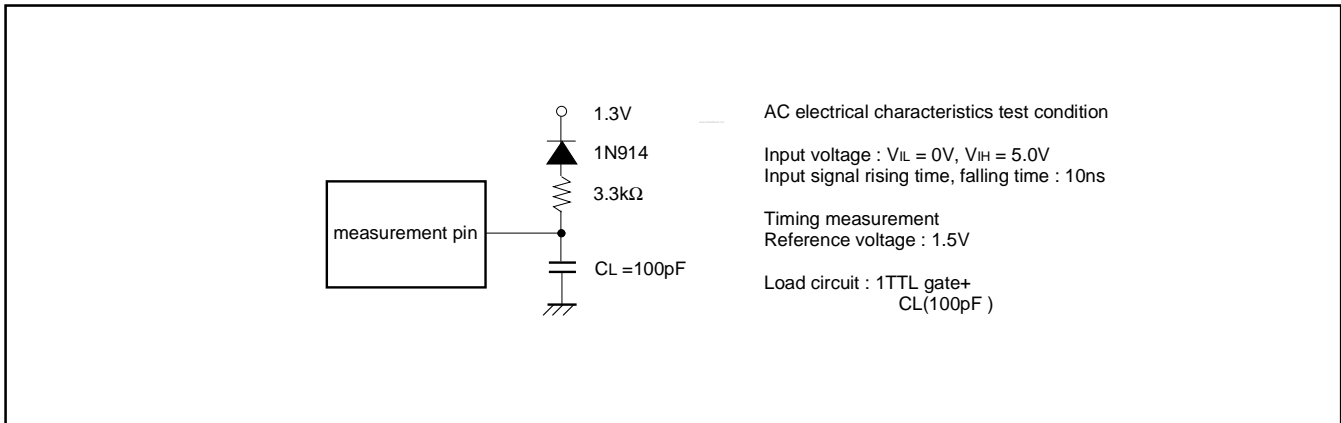 1.3V
1N914
3.3kΩ
measurement pin
CL =100pF
AC electrical characteristics test condition
Input voltage : VIL = 0V, VIH = 5.0V
Input signal rising time, falling time : 10ns
Timing measurement
Reference voltage : 1.5V
Load circuit : 1TTL gate+
CL(100pF )